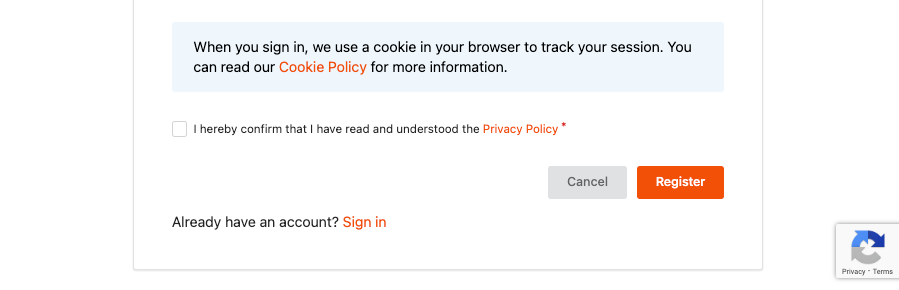 When you sign in, we use a cookie in your browser to track your session. You
can read our Cookie Policy for more information.
I hereby confirm that I have read and understood the Privacy Policy *
Cancel
Register
Already have an account? Sign in
Privacy - Terms